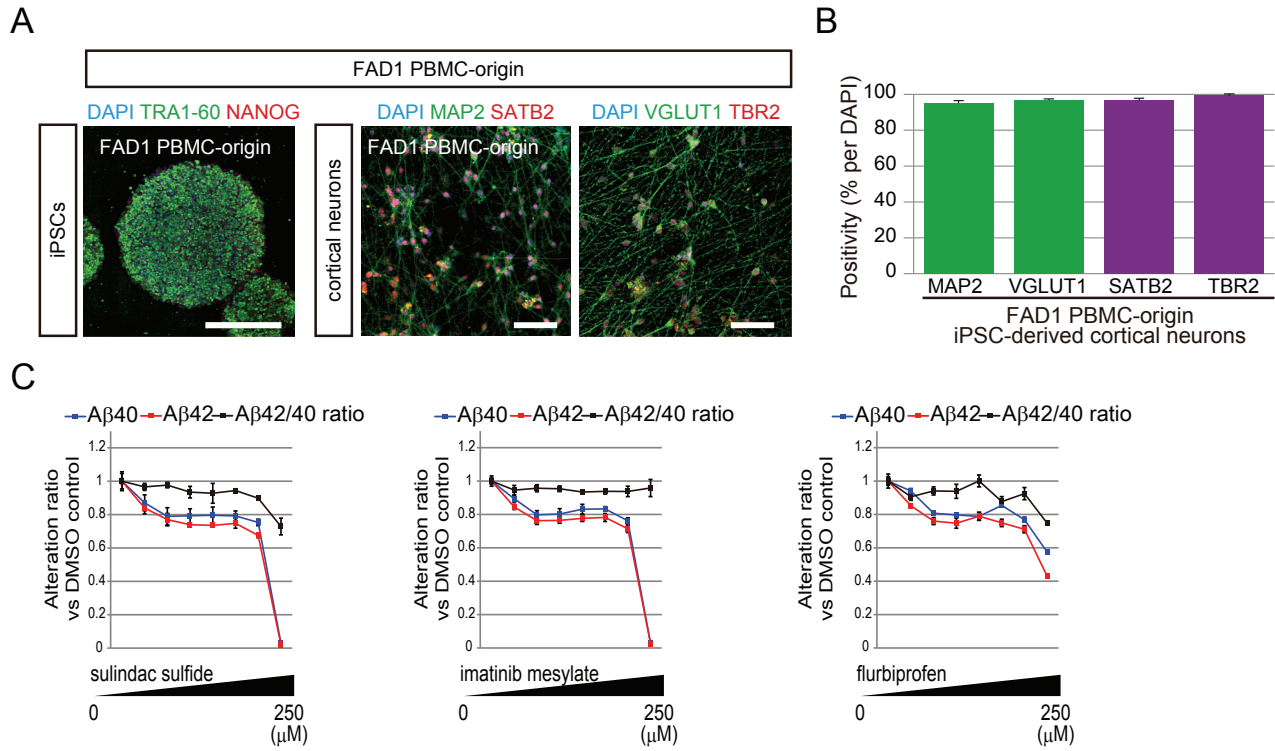 A
FAD1 PBMC-origin
DAPI TRA1-60 NANOG
DAPI MAP2 SATB2
DAPI VGLUT1 TBR2
iPSCs
FAD1 PBMC-origin
cortical neurons
FAD1 PBMC-origin
B
Positivity (% per DAPI)
100
80
60
40
20
0
MAP2 VGLUT1 SATB2 TBR2
FAD1 PBMC-origin
iPSC-derived cortical neurons
C
Aβ40 Aβ42 Aβ42/40 ratio
Alteration ratio
vs DMSO control
1.2
1
0.8
0.6
0.4
0.2
0
sulindac sulfide
0 250
(μM)
Aβ40 Aβ42 Aβ42/40 ratio
Alteration ratio
vs DMSO control
1.2
1
0.8
0.6
0.4
0.2
0
imatinib mesylate
0 250
(μM)
Aβ40 Aβ42 Aβ42/40 ratio
Alteration ratio
vs DMSO control
1.2
1
0.8
0.6
0.4
0.2
0
flurbiprofen
0 250
(μM)